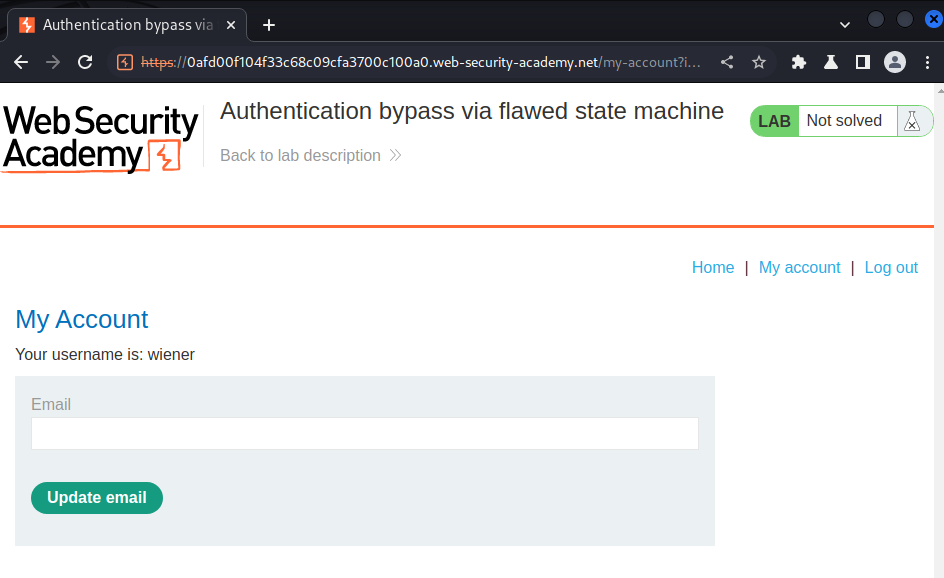 Authentication bypass via
https://0afd00f104f33c68c09cfa3700c100a0.web-security-academy.net/my-account?i...
Web Security
Academy
Authentication bypass via flawed state machine
Back to lab description
LAB Not solved
Home | My account | Log out
My Account
Your username is: wiener
Email
Update email